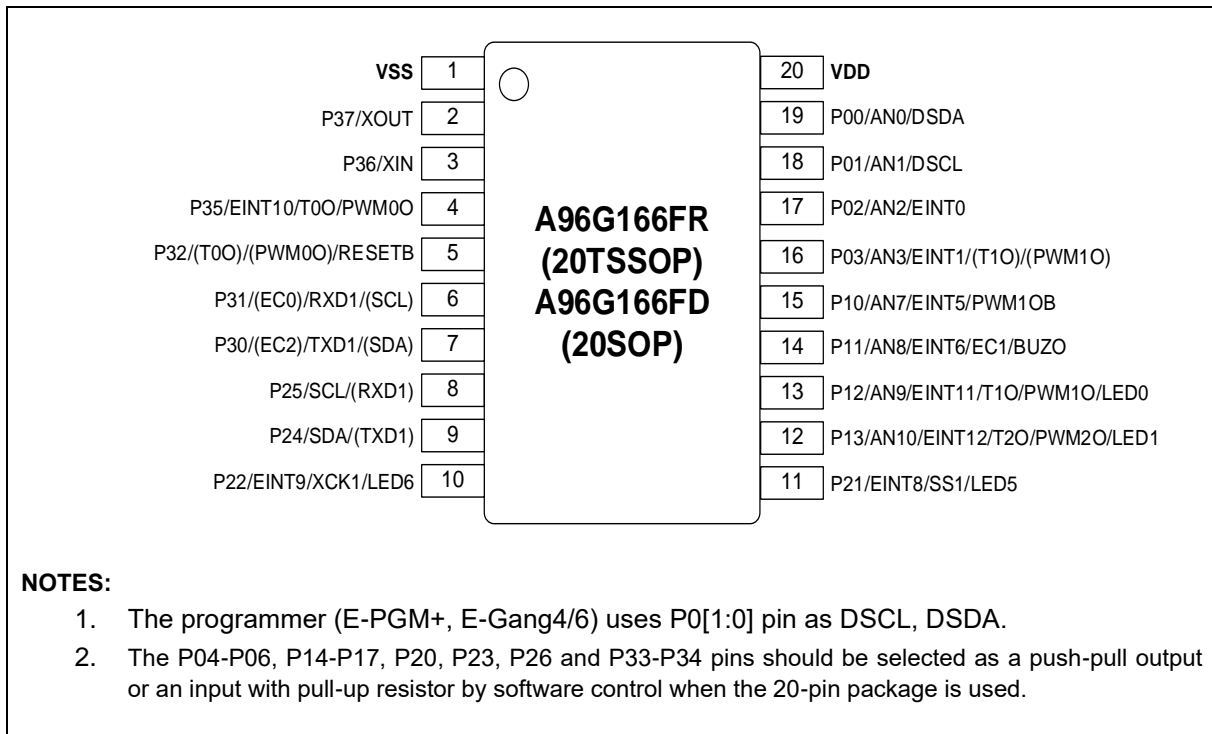 VSS 1
P37/XOUT 2
P36/XIN 3
P35/EINT10/T0O/PWM0O 4
P32/(T0O)/(PWM0O)/RESETB 5
P31/(EC0)/RXD1/(SCL) 6
P30/(EC2)/TXD1/(SDA) 7
P25/SCL/(RXD1) 8
P24/SDA/(TXD1) 9
P22/EINT9/XCK1/LED6 10
A96G166FR
(20TSSOP)
A96G166FD
(20SOP)
20 VDD
19 P00/AN0/DSDA
18 P01/AN1/DSCL
17 P02/AN2/EINT0
16 P03/AN3/EINT1/(T1O)/(PWM1O)
15 P10/AN7/EINT5/PWM1OB
14 P11/AN8/EINT6/EC1/BUZO
13 P12/AN9/EINT11/T1O/PWM1O/LED0
12 P13/AN10/EINT12/T2O/PWM2O/LED1
11 P21/EINT8/SS1/LED5
NOTES:
1. The programmer (E-PGM+, E-Gang4/6) uses P0[1:0] pin as DSCL, DSDA.
2. The P04-P06, P14-P17, P20, P23, P26 and P33-P34 pins should be selected as a push-pull output
or an input with pull-up resistor by software control when the 20-pin package is used.